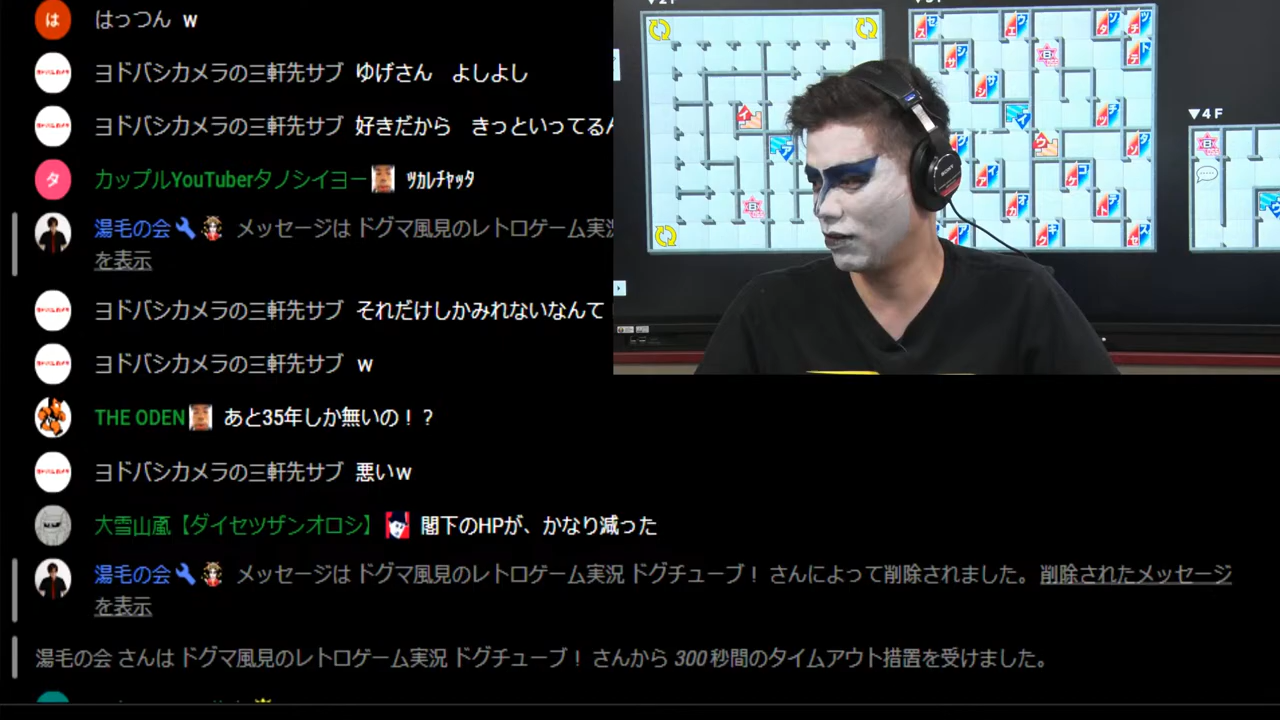 はっつん w
ヨドバシカメラの三軒先サブ ゆげさん　よしよし
ヨドバシカメラの三軒先サブ 好きだから　きっといってるん
タ カップルYouTuberタノシイヨー ﾂｶﾚﾁｬｯﾀ
湯毛の会 メッセージは ドグマ風見のレトロゲーム実況
を表示
ヨドバシカメラの三軒先サブ それだけしかみれないなんて
ヨドバシカメラの三軒先サブ w
THE ODEN あと35年しか無いの！？
ヨドバシカメラの三軒先サブ 悪いw
大雪山颪【ダイセツザンオロシ】 閣下のHPが、かなり減った
湯毛の会 メッセージは ドグマ風見のレトロゲーム実況 ドグチューブ！ さんによって削除されました。削除されたメッセージ
を表示
湯毛の会 さんは ドグマ風見のレトロゲーム実況 ドグチューブ！ さんから 300 秒間のタイムアウト措置を受けました。
▼4F
SONY